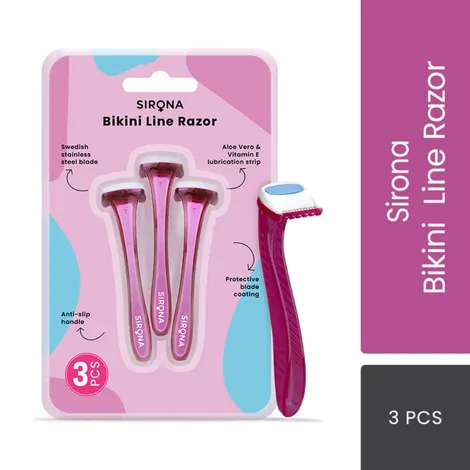 SIRONA
Bikini Line Razor
Swedish
stainless
steel blade
Aloe Vera &
Vitamin E
lubrication strip
Protective
blade
coating
Anti-slip
handle
3 PCS
SIRONA
SIRONA
SIRONA
Sirona
Bikini Line Razor
3 PCS